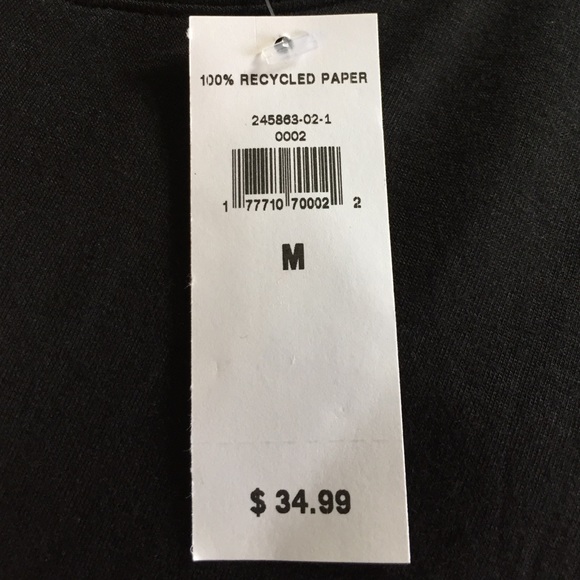 100% RECYCLED PAPER
245863-02-1
0002
1 77710 70002 2
M
$ 34.99